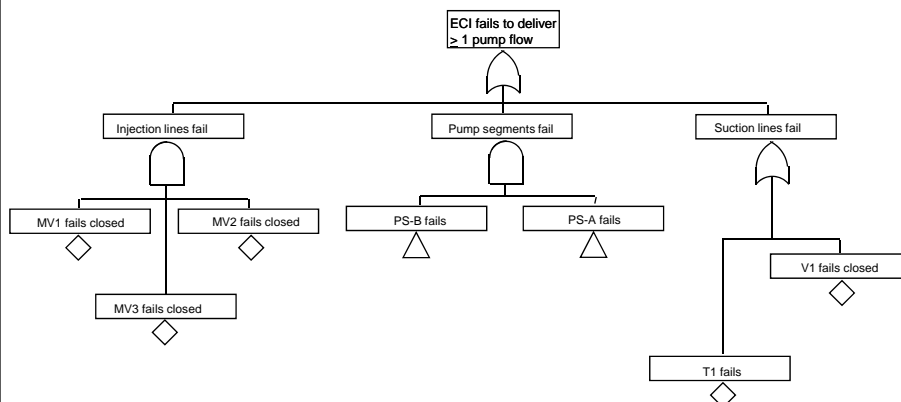 ECI fails to deliver
≥ 1 pump flow
Injection lines fail
Pump segments fail
Suction lines fail
MV1 fails closed
MV2 fails closed
PS-B fails
PS-A fails
V1 fails closed
MV3 fails closed
T1 fails